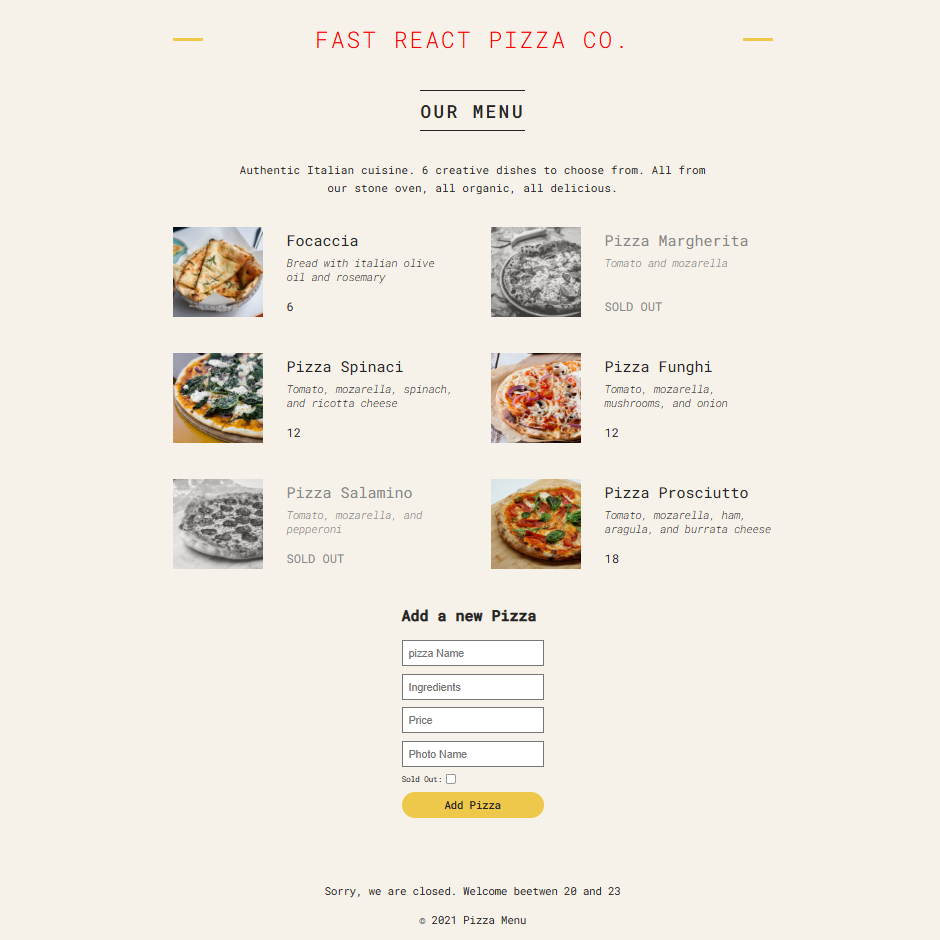 FAST REACT PIZZA CO.
OUR MENU
Authentic Italian cuisine. 6 creative dishes to choose from. All from
our stone oven, all organic, all delicious.
Focaccia
Bread with italian olive
oil and rosemary
6
Pizza Margherita
Tomato and mozarella
SOLD OUT
Pizza Spinaci
Tomato, mozarella, spinach,
and ricotta cheese
12
Pizza Funghi
Tomato, mozarella,
mushrooms, and onion
12
Pizza Salamino
Tomato, mozarella, and
pepperoni
SOLD OUT
Pizza Prosciutto
Tomato, mozarella, ham,
aragula, and burrata cheese
18
Add a new Pizza
pizza Name
Ingredients
Price
Photo Name
Sold Out:
Add Pizza
Sorry, we are closed. Welcome beetwen 20 and 23
© 2021 Pizza Menu